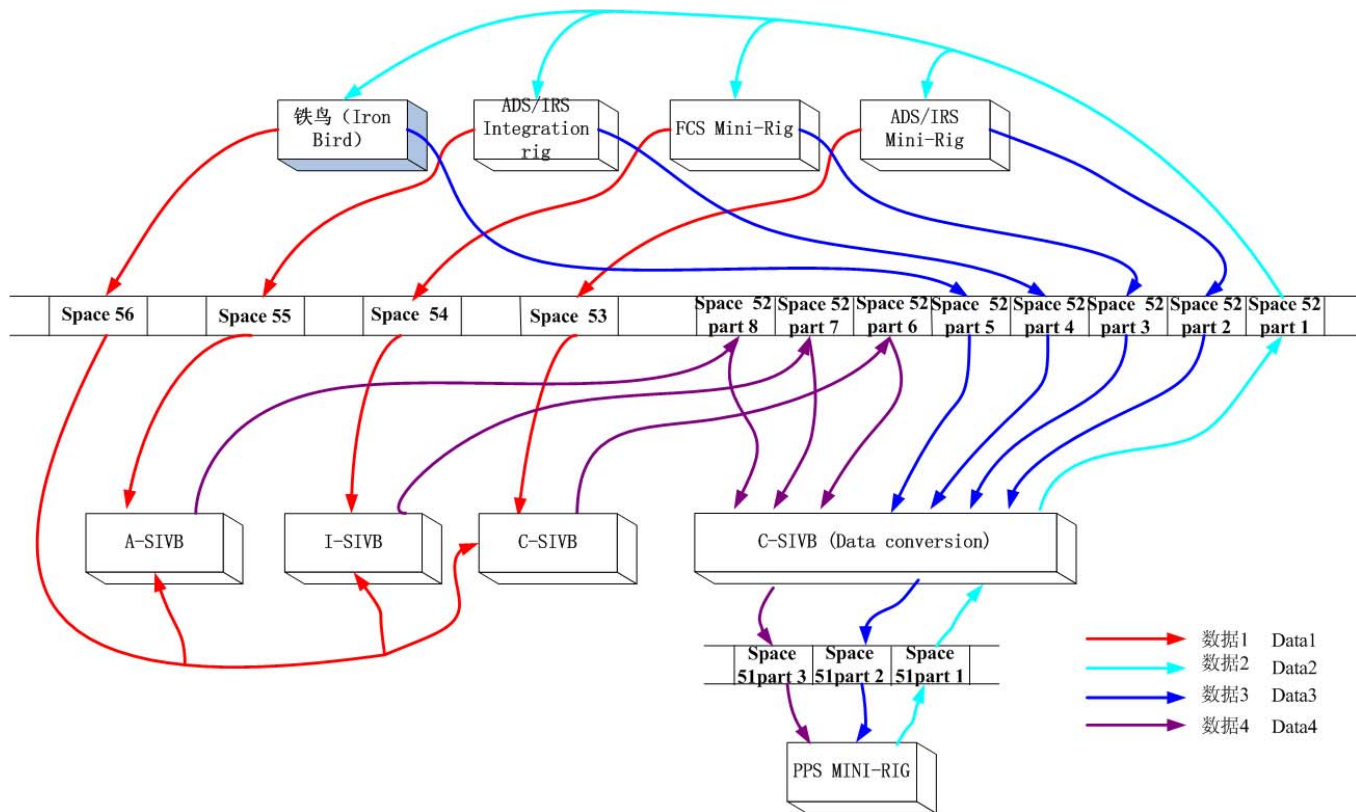 铁鸟（Iron
Bird）
ADS/IRS
Integration
rig
FCS Mini-Rig
ADS/IRS
Mini-Rig
Space 56
Space 55
Space 54
Space 53
Space 52
part 8
Space 52
part 7
Space 52
part 6
Space 52
part 5
Space 52
part 4
Space 52
part 3
Space 52
part 2
Space 52
part 1
A-SIVB
I-SIVB
C-SIVB
C-SIVB (Data conversion)
Space
51part 3
Space
51part 2
Space
51part 1
PPS MINI-RIG
数据1 Data1
数据2 Data2
数据3 Data3
数据4 Data4